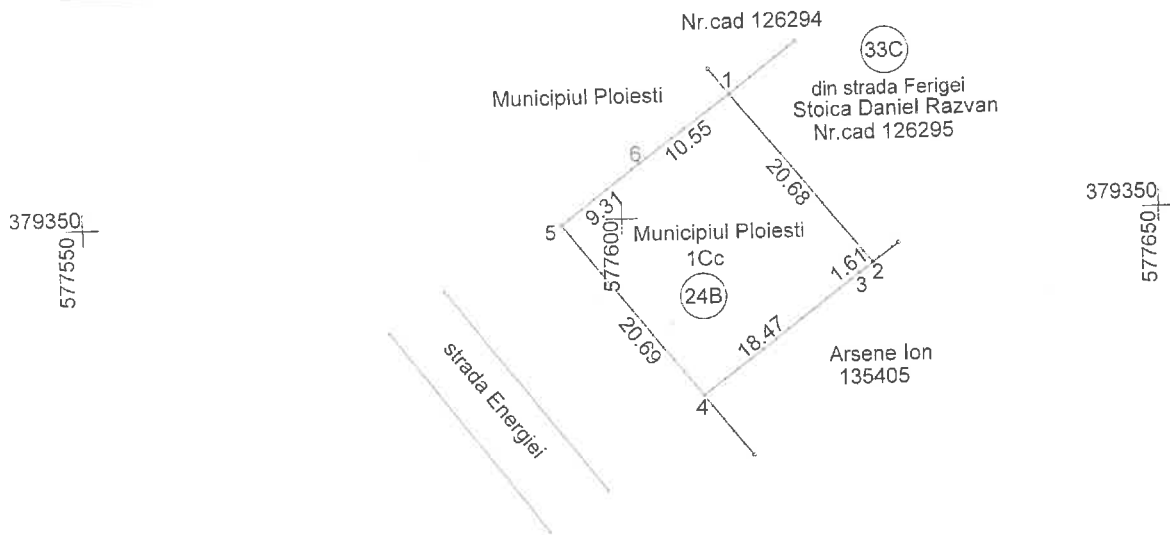 Nr.cad 126294
33C
1
din strada Ferigei
Stoica Daniel Razvan
Nr.cad 126295
Municipiul Ploiesti
6
10.55
20.68
379350
577550
379350
577650
5
9.31
577600
Municipiul Ploiesti
1Cc
24B
1.61
2
3
20.69
18.47
Arsene Ion
135405
4
strada Energiei